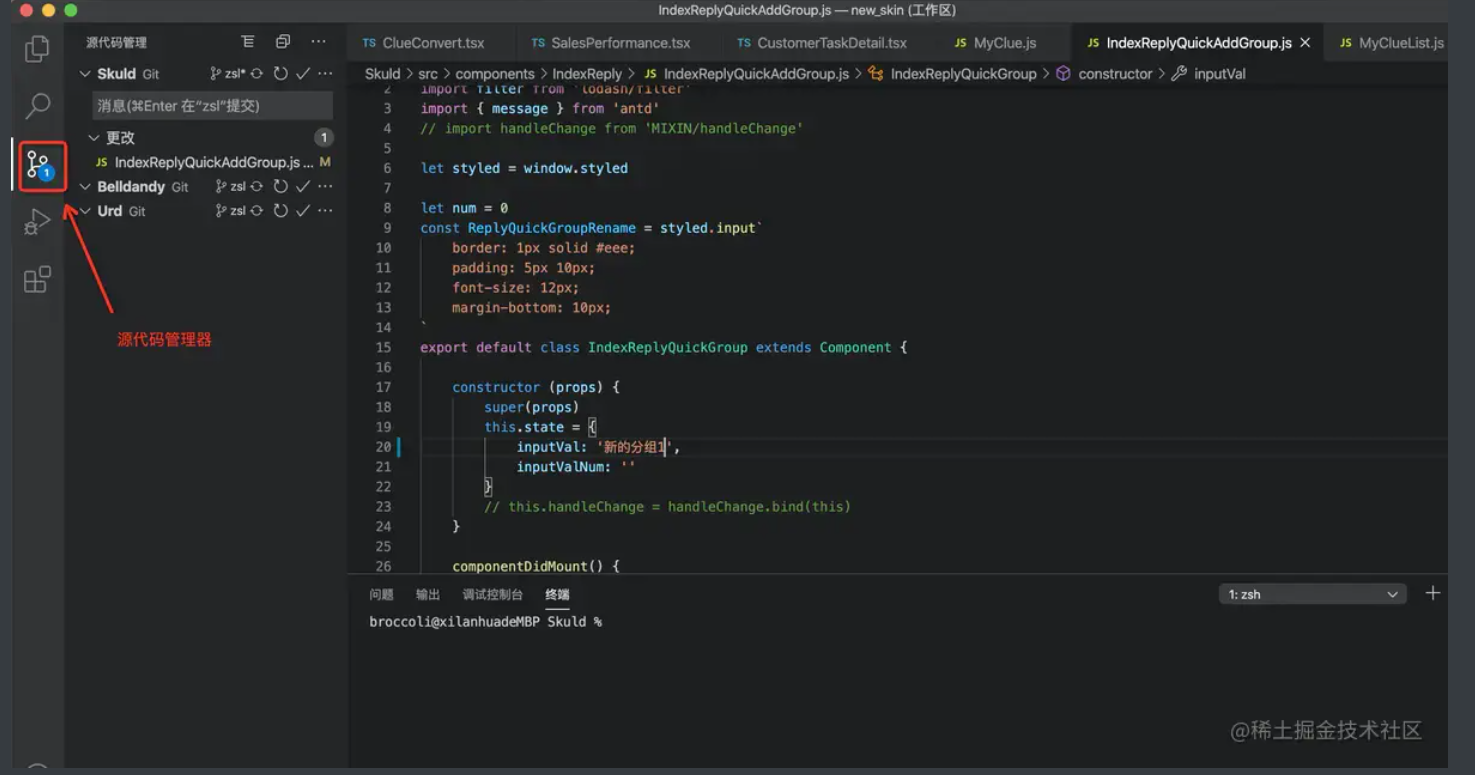 IndexReplyQuickAddGroup.js — new_skin (工作区)
源代码管理
TS ClueConvert.tsx TS SalesPerformance.tsx TS CustomerTaskDetail.tsx JS MyClue.js JS IndexReplyQuickAddGroup.js JS MyClueList.js
Skuld Git zsl*
Skuld > src > components > IndexReply > JS IndexReplyQuickAddGroup.js > IndexReplyQuickGroup > constructor > inputVal
消息(⌘Enter 在“zsl”提交)
更改 1
JS IndexReplyQuickAddGroup.js ... M
1
Belldandy Git zsl
Urd Git zsl
源代码管理器
2 import filter from 'lodash/filter'
3 import { message } from 'antd'
4 // import handleChange from 'MIXIN/handleChange'
5
6 let styled = window.styled
7
8 let num = 0
9 const ReplyQuickGroupRename = styled.input`
10 border: 1px solid #eee;
11 padding: 5px 10px;
12 font-size: 12px;
13 margin-bottom: 10px;
14 `
15 export default class IndexReplyQuickGroup extends Component {
16
17 constructor (props) {
18 super(props)
19 this.state = {
20 inputVal: '新的分组1',
21 inputValNum: ''
22 }
23 // this.handleChange = handleChange.bind(this)
24 }
25
26 componentDidMount() {
问题 输出 调试控制台 终端 1: zsh
broccoli@xilanhuadeMBP Skuld %
@稀土掘金技术社区